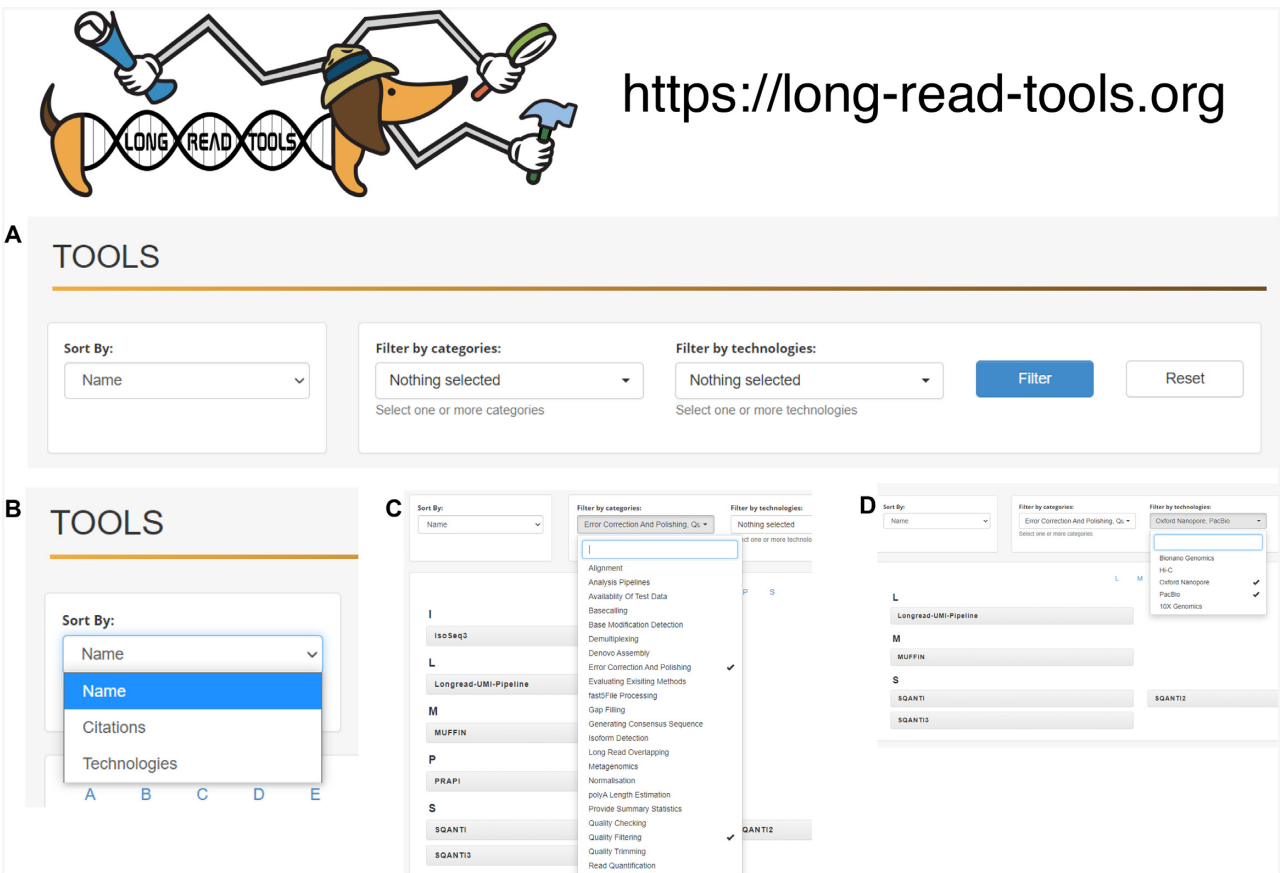 LONG READ TOOLS
https://long-read-tools.org
A
TOOLS
Sort By:
Name
Filter by categories:
Nothing selected
Select one or more categories
Filter by technologies:
Nothing selected
Select one or more technologies
Filter
Reset
B
TOOLS
Sort By:
Name
Name
Citations
Technologies
A B C D E
C
Sort By:
Name
Filter by categories:
Error Correction And Polishing, Qu
Filter by technologies:
Nothing selected
ect one or more technolo
Alignment
Analysis Pipelines
Availablity Of Test Data
Basecalling
Base Modification Detection
Demultiplexing
Denovo Assembly
Error Correction And Polishing
Evaluating Exisiting Methods
fast5File Processing
Gap Filling
Generating Consensus Sequence
Isoform Detection
Long Read Overlapping
Metagenomics
Normalisation
polyA Length Estimation
Provide Summary Statistics
Quality Checking
Quality Filtering
Quality Trimming
Read Quantification
P S
I
IsoSeq3
L
Longread-UMI-Pipeline
M
MUFFIN
P
PRAPI
S
SQANTI
QANTI2
SQANTI3
D
Sort By:
Name
Filter by categories:
Error Correction And Polishing, Qu
Select one or more categories
Filter by technologies:
Oxford Nanopore, PacBio
Bionano Genomics
Hi-C
Oxford Nanopore
PacBio
10X Genomics
L M
L
Longread-UMI-Pipeline
M
MUFFIN
S
SQANTI
SQANTI2
SQANTI3